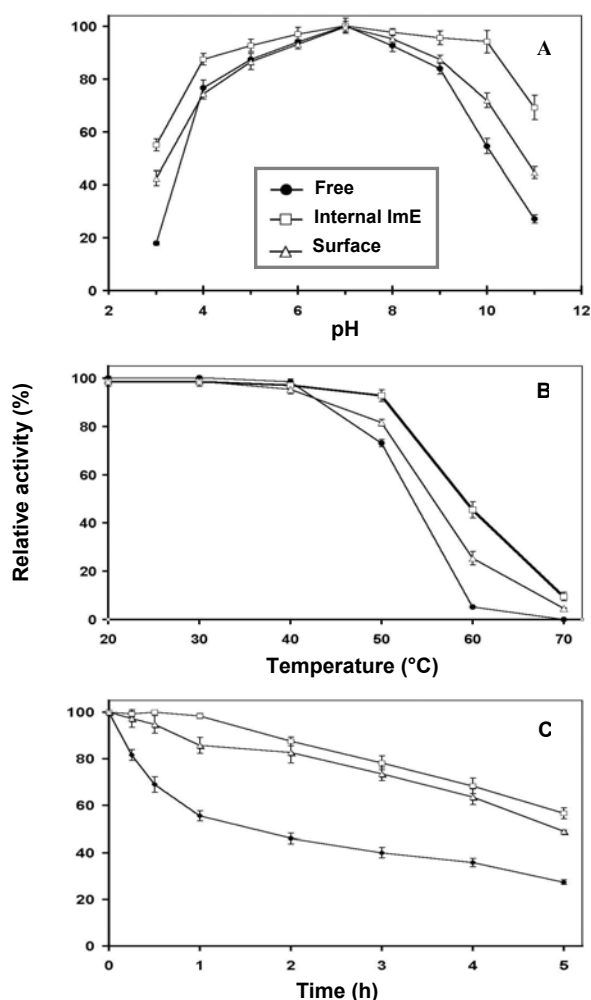 A
100
80
60
40
20
0
Free
Internal ImE
Surface
2 4 6 8 10 12
pH
B
100
80
60
40
20
0
20 30 40 50 60 70
Temperature (°C)
Relative activity (%)
C
100
80
60
40
20
0
0 1 2 3 4 5
Time (h)